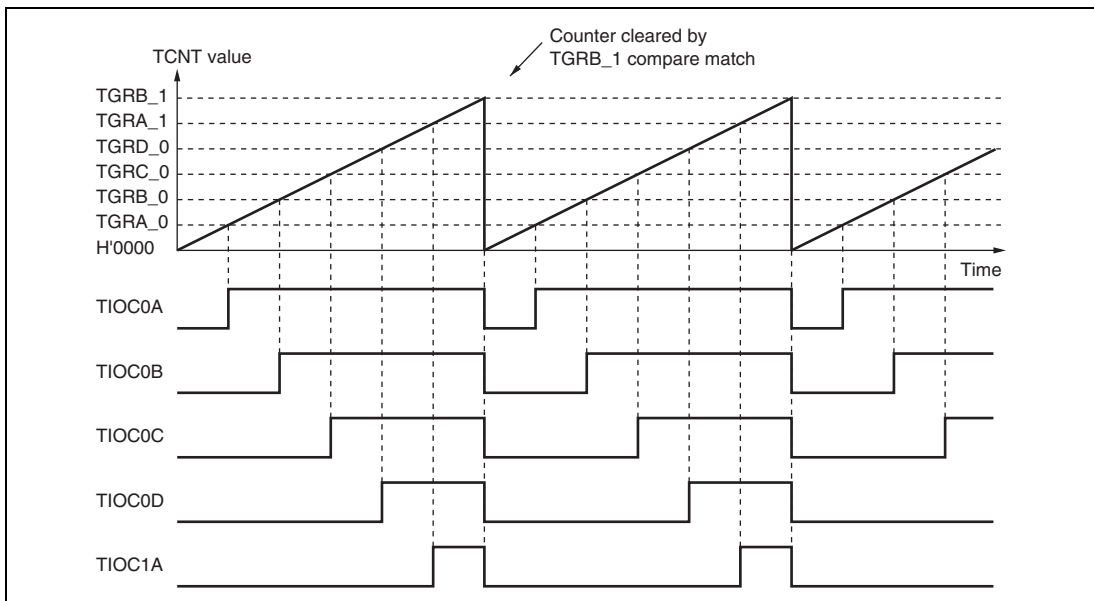 Counter cleared by
TGRB_1 compare match
TCNT value
TGRB_1
TGRA_1
TGRD_0
TGRC_0
TGRB_0
TGRA_0
H'0000
Time
TIOC0A
TIOC0B
TIOC0C
TIOC0D
TIOC1A